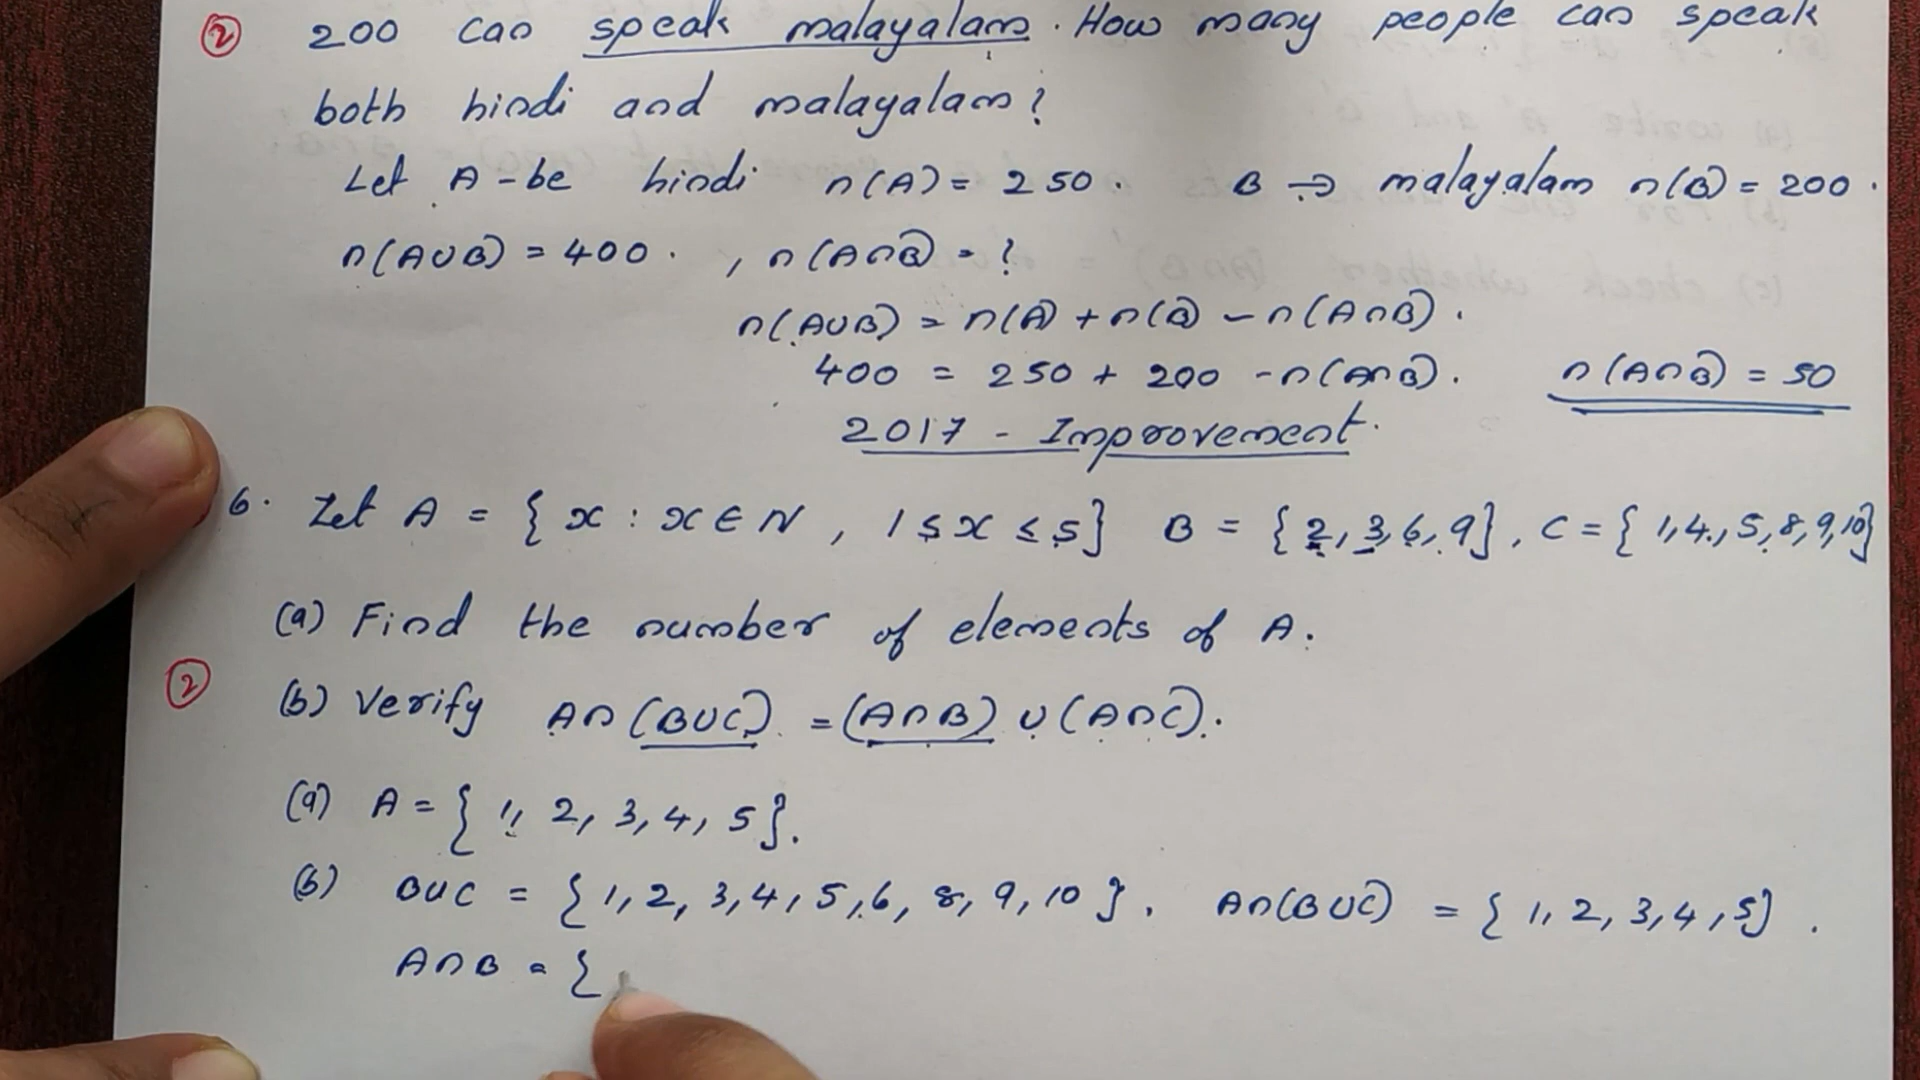 ② 200 can speak malayalam. How many people can speak
both hindi and malayalam?
Let A-be hindi n(A) = 250. B → malayalam n(B) = 200.
n(A∪B) = 400. , n(A∩B) = ?
n(A∪B) = n(A) + n(B) − n(A∩B).
400 = 250 + 200 - n(A∩B). n(A∩B) = 50
2017 - Improvement.
6. Let A = { x : x ∈ N , 1 ≤ x ≤ 5} B = {2, 3, 6, 9}, C = { 1, 4, 5, 8, 9, 10}
(a) Find the number of elements of A.
② (b) Verify A∩(B∪C) = (A∩B) ∪ (A∩C).
(a) A = { 1, 2, 3, 4, 5}.
(b) B∪C = { 1, 2, 3, 4, 5, 6, 8, 9, 10 }, A∩(B∪C) = { 1, 2, 3, 4, 5} .
A∩B = {